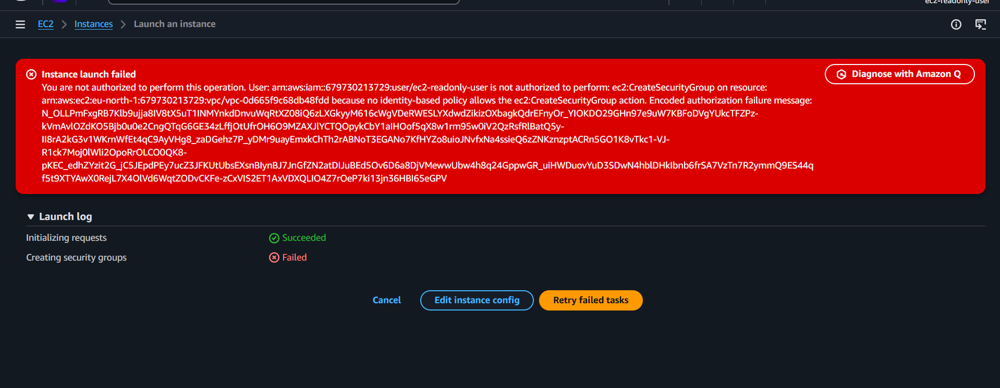 ec2-readonly-user
EC2 > Instances > Launch an instance
Instance launch failed
Diagnose with Amazon Q
You are not authorized to perform this operation. User: arn:aws:iam::679730213729:user/ec2-readonly-user is not authorized to perform: ec2:CreateSecurityGroup on resource:
arn:aws:ec2:eu-north-1:679730213729:vpc/vpc-0d665f9c68db48fdd because no identity-based policy allows the ec2:CreateSecurityGroup action. Encoded authorization failure message:
N_OLLPmFxgRB7Klb9ujja8IV8tX5uT1INMYnkdDnvuWqRtXZ08iQ6zLXGkyyM616cWgVDeRWESLYXdwdZikizOXbagkQdrEFnyOr_YIOKDO29GHn97e9uW7KBFoDVgYUkcTFZPz-
kVmAvlOZdKO5Bjb0u0e2CngQTqG6GE34zLffjOtUfrOH6O9MZAXJlYCTQOpykCbY1aIHOof5qX8w1rm95w0iV2QzRsfRlBatQ5y-
II8rA2kG3v1WKrnWfEt4qC9AyVHg8_zaDGehz7P_yDMr9uayEmxkChTh2rABNoT3EGANo7KfHYZo8uioJNvfxNa4ssieQ6zZNKznzptACRn5GO1K8vTkc1-VJ-
R1ck7Moj0lWli2OpoRrOLCO0QK8-
pKEC_edhZYzit2G_jC5JEpdPEy7ucZ3JFKUtUbsEXsnBIynBJ7JnGfZN2atDIJuBEd5Ov6D6a8DjVMewwUbw4h8q24GppwGR_uiHWDuovYuD3SDwN4hblDHkIbnb6frSA7VzTn7R2ymmQ9ES44q
f5t9XTYAwX0RejL7X4OlVd6WqtZODvCKFe-zCxVIS2ET1AxVDXQLIO4Z7rOeP7ki13jn36HBI65eGPV
Launch log
Initializing requests Succeeded
Creating security groups Failed
Cancel Edit instance config Retry failed tasks